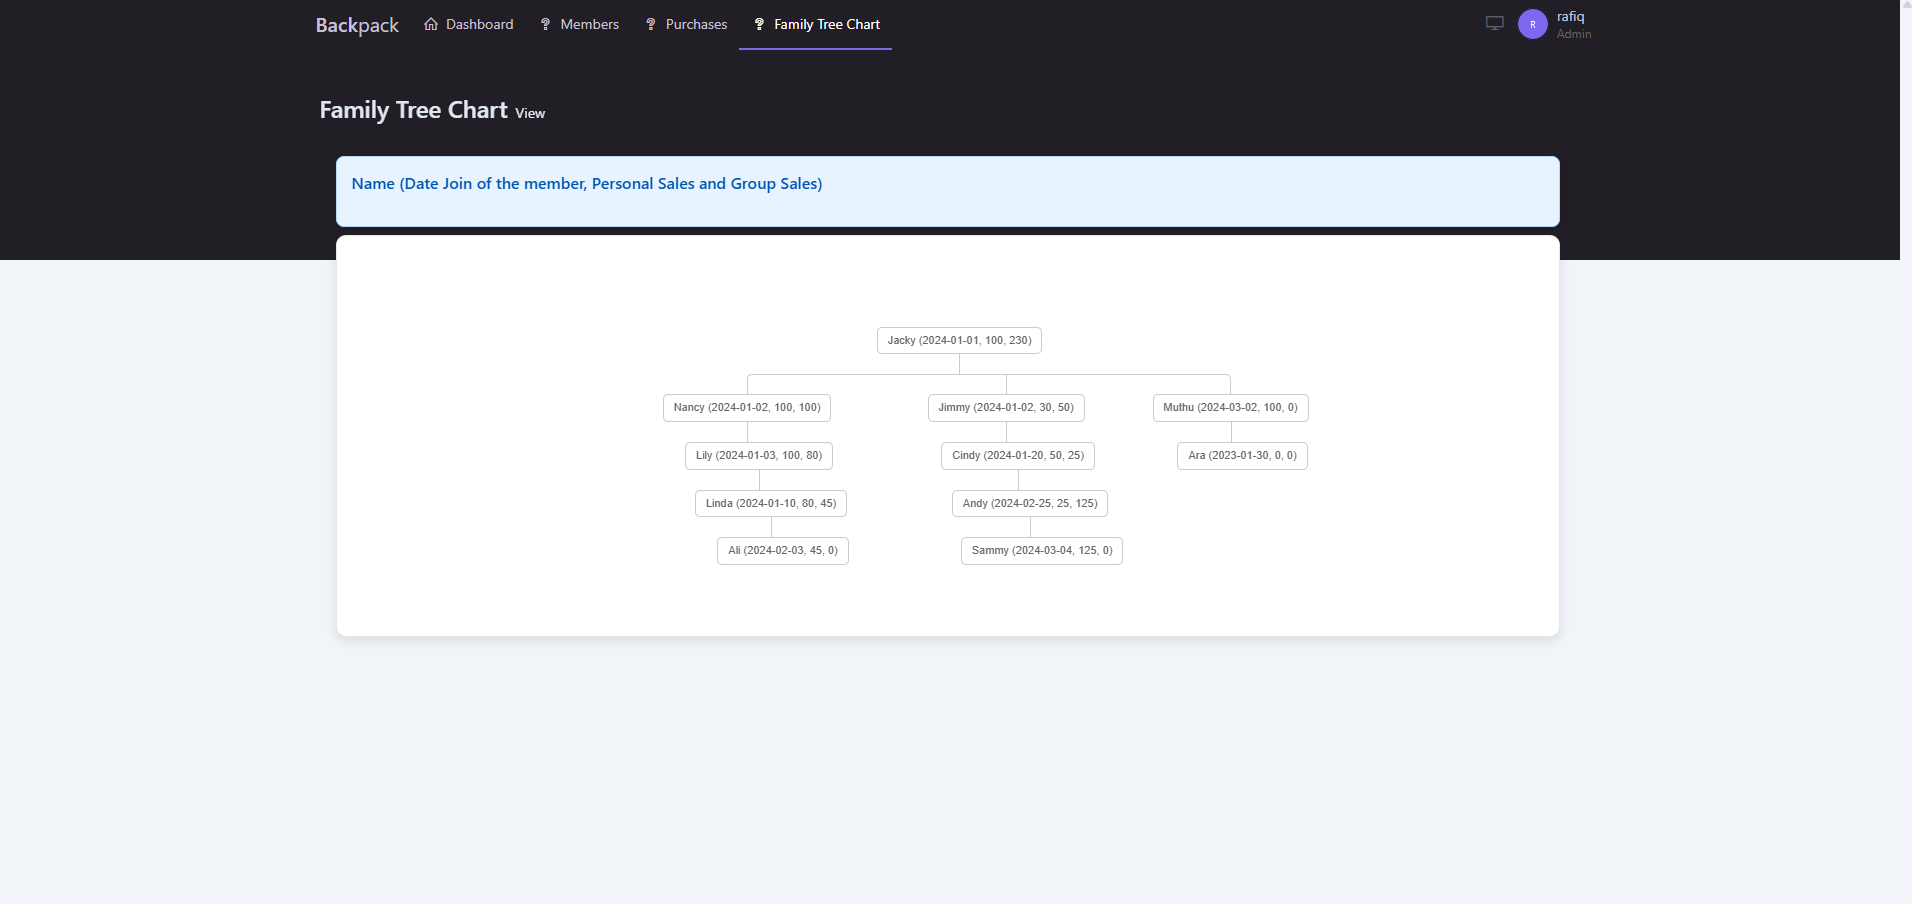 Backpack Dashboard Members Purchases Family Tree Chart
R rafiq
Admin
Family Tree Chart View
Name (Date Join of the member, Personal Sales and Group Sales)
Jacky (2024-01-01, 100, 230)
Nancy (2024-01-02, 100, 100) Jimmy (2024-01-02, 30, 50) Muthu (2024-03-02, 100, 0)
Lily (2024-01-03, 100, 80) Cindy (2024-01-20, 50, 25) Ara (2023-01-30, 0, 0)
Linda (2024-01-10, 80, 45) Andy (2024-02-25, 25, 125)
Ali (2024-02-03, 45, 0) Sammy (2024-03-04, 125, 0)